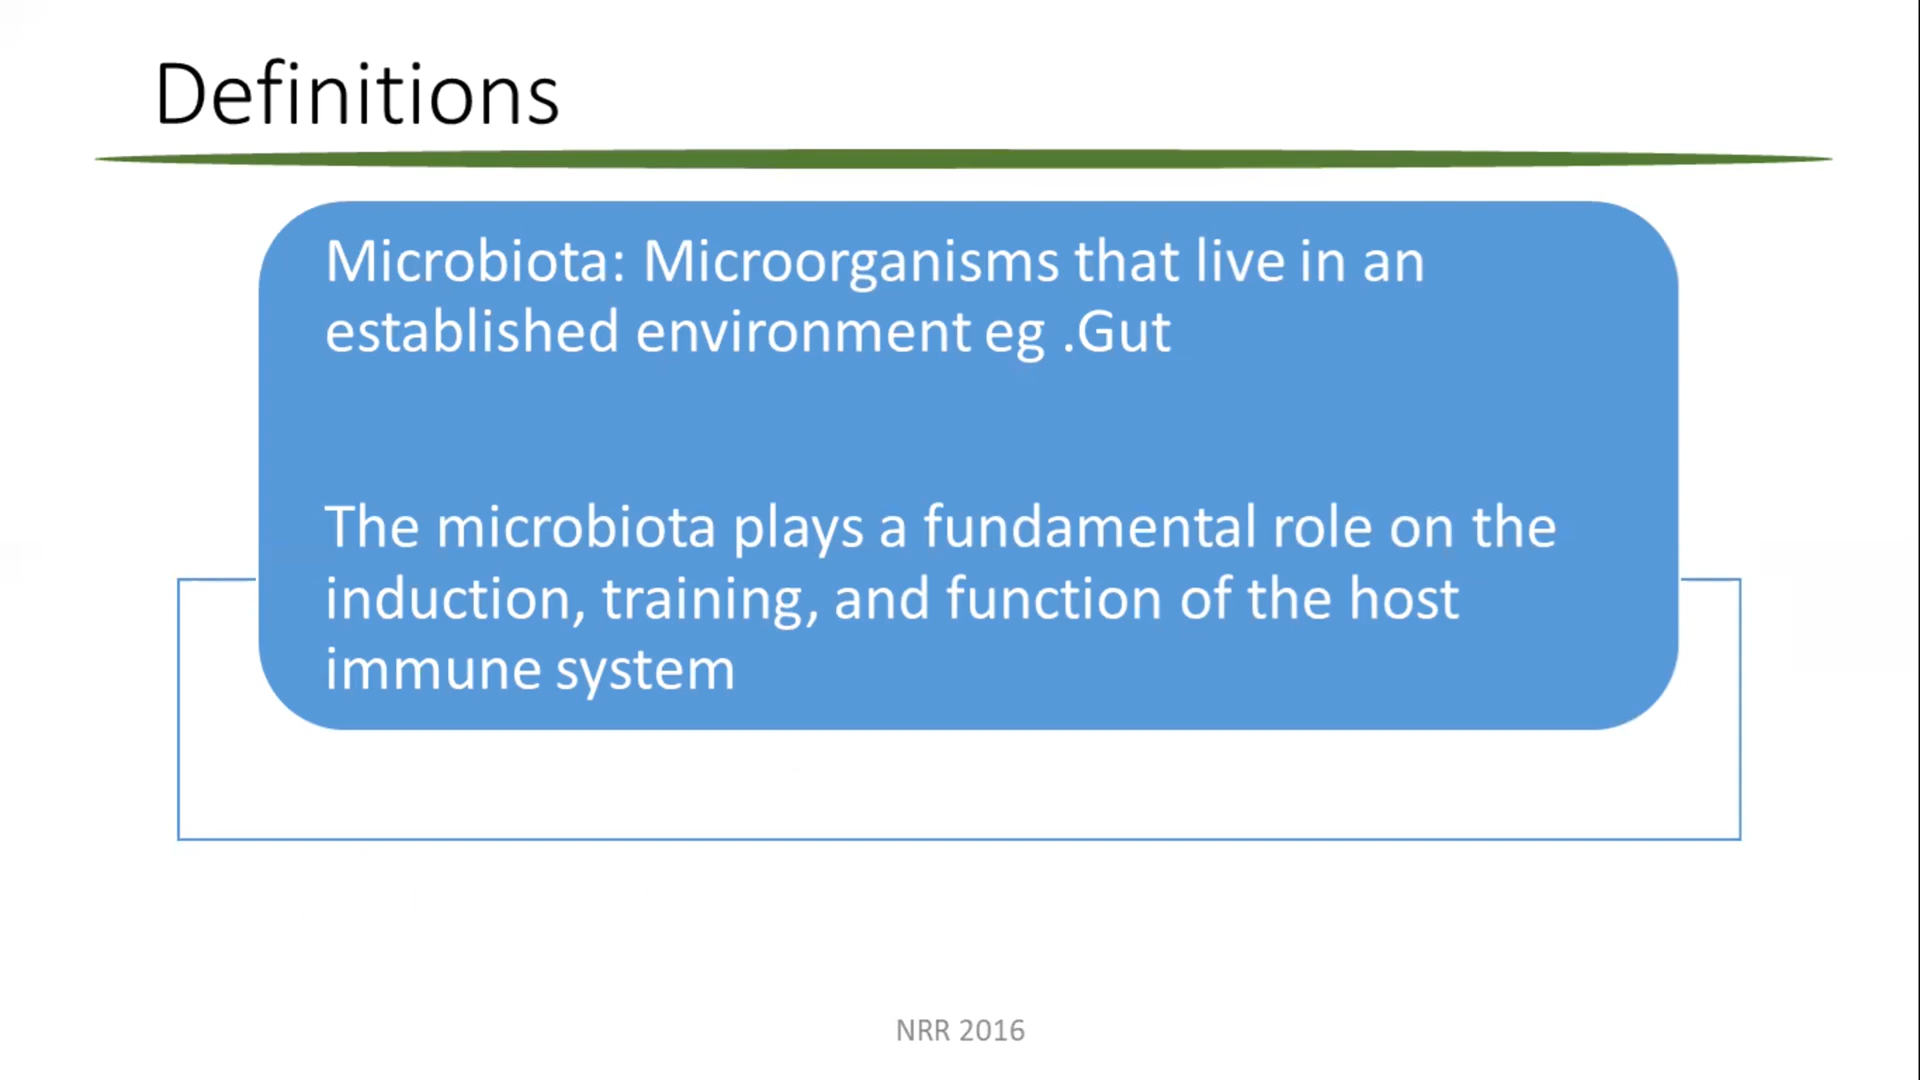 Definitions
Microbiota: Microorganisms that live in an
established environment eg .Gut
The microbiota plays a fundamental role on the
induction, training, and function of the host
immune system
NRR 2016